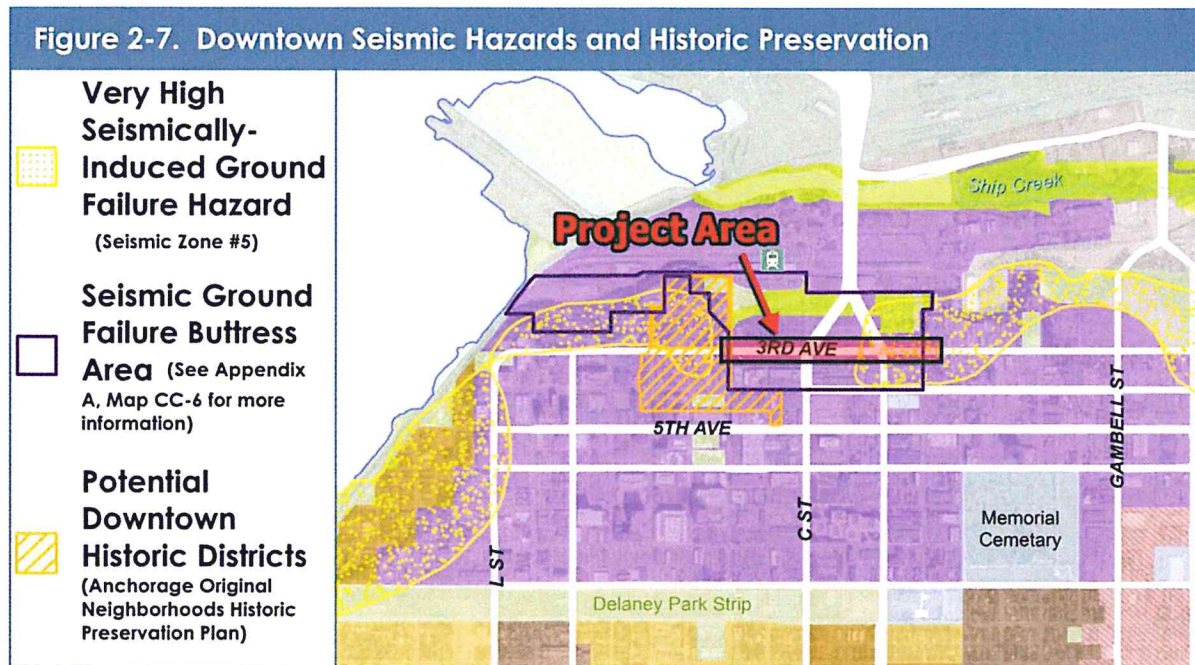 Figure 2-7. Downtown Seismic Hazards and Historic Preservation
Very High
Seismically-
Induced Ground
Failure Hazard
(Seismic Zone #5)
Seismic Ground
Failure Buttress
Area (See Appendix
A, Map CC-6 for more
information)
Potential
Downtown
Historic Districts
(Anchorage Original
Neighborhoods Historic
Preservation Plan)
Ship Creek
Project Area
3RD AVE
5TH AVE
L ST
C ST
GAMBELL ST
Memorial
Cemetary
Delaney Park Strip